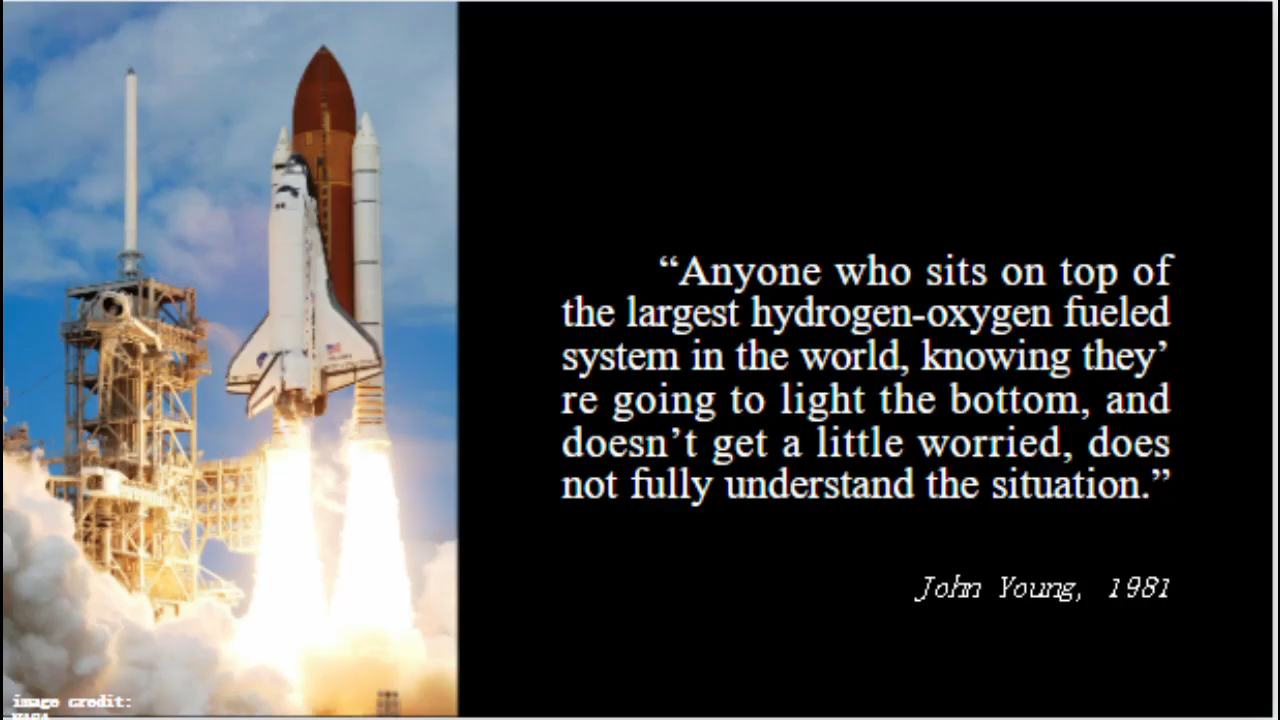 “Anyone who sits on top of
the largest hydrogen-oxygen fueled
system in the world, knowing they’
re going to light the bottom, and
doesn’t get a little worried, does
not fully understand the situation.”
John Young, 1981
image credit:
NASA